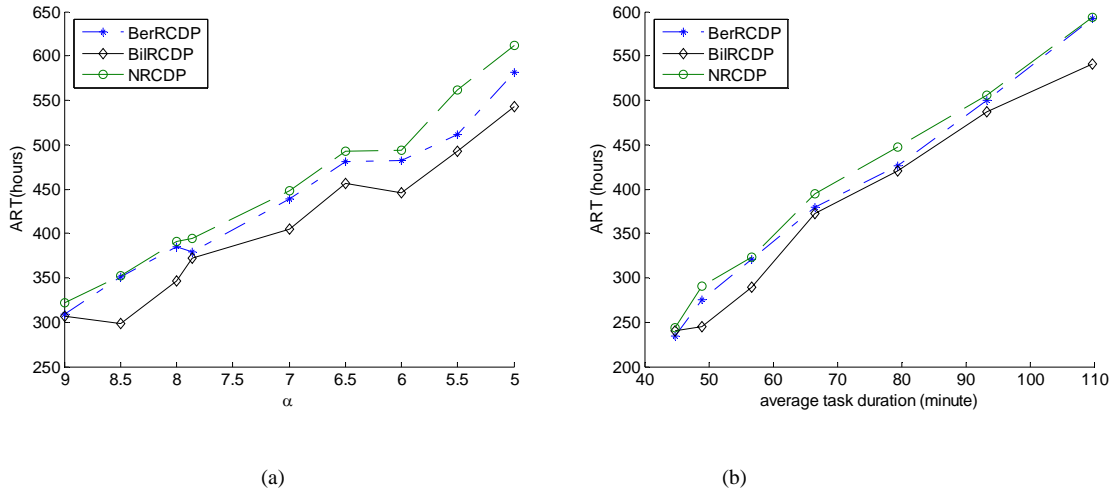 650
600
550
500
450
400
350
300
250
ART(hours)
BerRCDP
BilRCDP
NRCDP
9 8.5 8 7.5 7 6.5 6 5.5 5
α
(a)
600
550
500
450
400
350
300
250
200
ART (hours)
BerRCDP
BilRCDP
NRCDP
40 50 60 70 80 90 100 110
average task duration (minute)
(b)